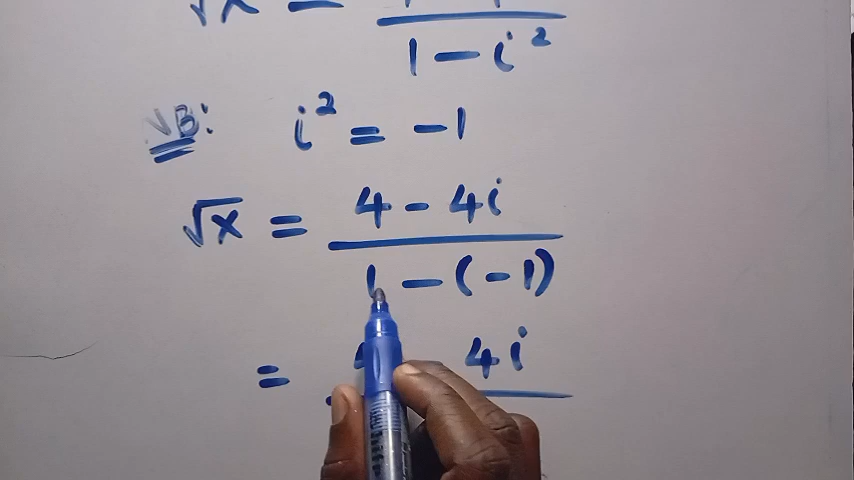 √x =
1 - i²
NB: i² = -1
√x = 4 - 4i
1 - (-1)
= 4i